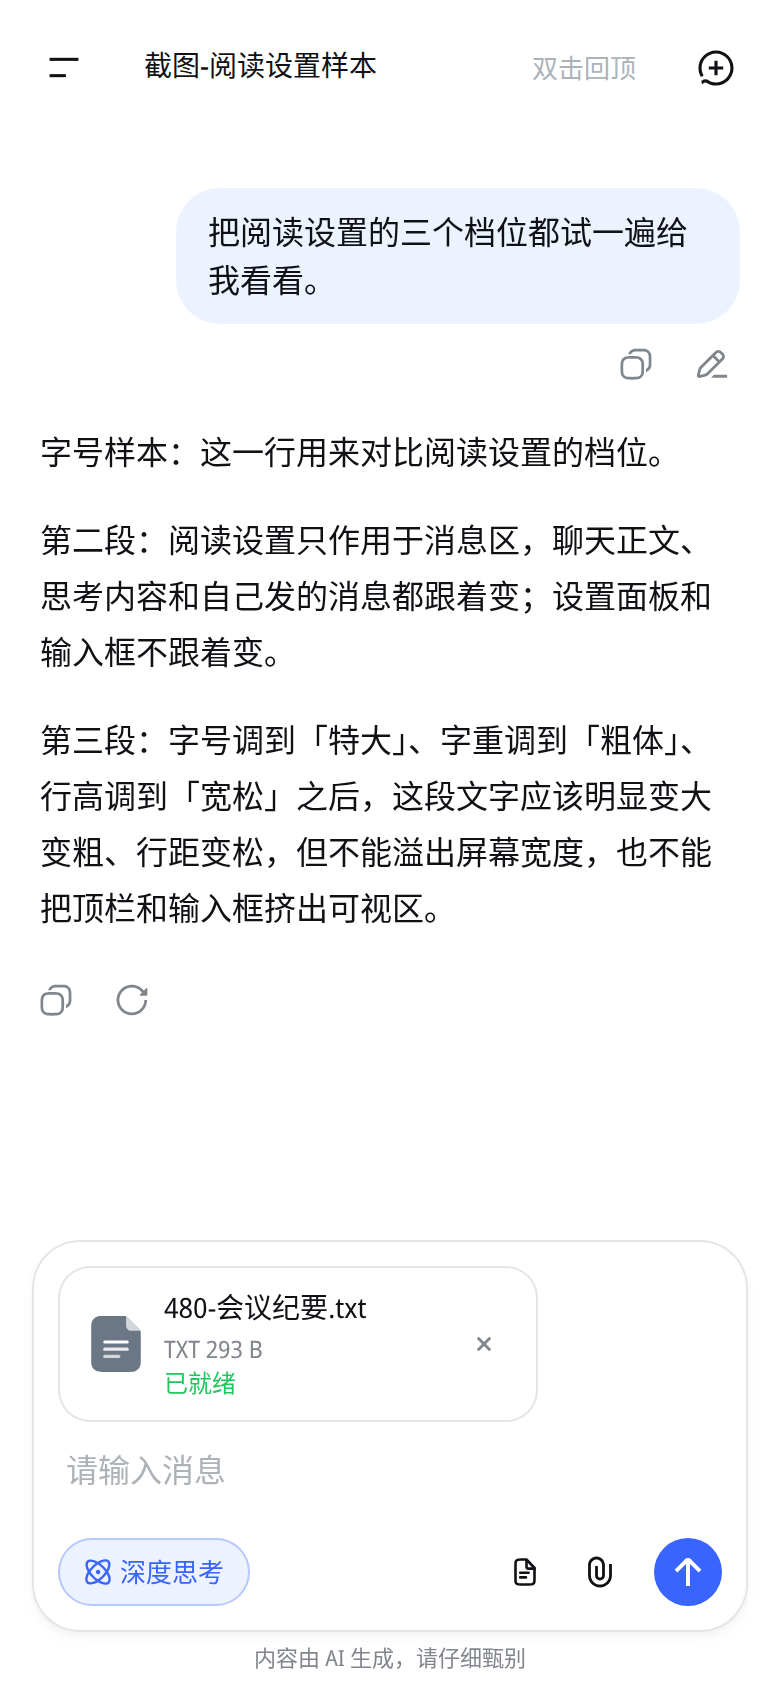 截图-阅读设置样本
双击回顶
把阅读设置的三个档位都试一遍给
我看看。
字号样本：这一行用来对比阅读设置的档位。
第二段：阅读设置只作用于消息区，聊天正文、
思考内容和自己发的消息都跟着变；设置面板和
输入框不跟着变。
第三段：字号调到「特大」、字重调到「粗体」、
行高调到「宽松」之后，这段文字应该明显变大
变粗、行距变松，但不能溢出屏幕宽度，也不能
把顶栏和输入框挤出可视区。
480-会议纪要.txt
TXT 293 B
已就绪
请输入消息
深度思考
内容由 AI 生成，请仔细甄别